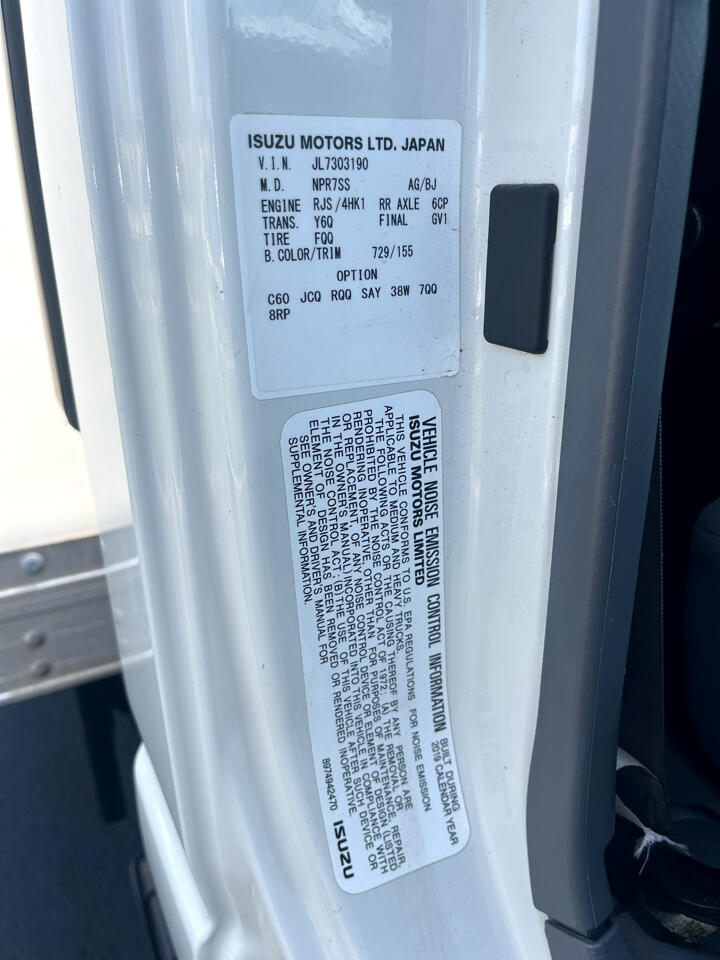 ISUZU MOTORS LTD. JAPAN
V.I.N. JL7303190
M.D. NPR7SS AG/BJ
ENGINE RJS/4HK1 RR AXLE 6CP
TRANS. Y6Q FINAL GV1
TIRE FQQ
B.COLOR/TRIM 729/155
OPTION
C60 JCQ RQQ SAY 38W 7QQ
8RP
VEHICLE NOISE EMISSION CONTROL INFORMATION
BUILT DURING
2019 CALENDAR YEAR
ISUZU MOTORS LIMITED
THIS VEHICLE CONFORMS TO U.S. EPA REGULATIONS FOR NOISE EMISSION
APPLICABLE TO MEDIUM AND HEAVY TRUCKS.
THE FOLLOWING ACTS OR THE CAUSING THEREOF BY ANY PERSON ARE
PROHIBITED BY THE NOISE CONTROL ACT OF 1972: (A) THE REMOVAL OR
RENDERING INOPERATIVE, OTHER THAN FOR PURPOSES OF MAINTENANCE, REPAIR,
OR REPLACEMENT, OF ANY NOISE CONTROL DEVICE OR ELEMENT OF DESIGN (LISTED
IN THE OWNER'S MANUAL) INCORPORATED INTO THIS VEHICLE IN COMPLIANCE WITH
THE NOISE CONTROL ACT; (B) THE USE OF THIS VEHICLE AFTER SUCH DEVICE OR
ELEMENT OF DESIGN HAS BEEN REMOVED OR RENDERED INOPERATIVE.
SEE OWNER'S AND DRIVER'S MANUAL FOR
SUPPLEMENTAL INFORMATION.
8974942470 ISUZU